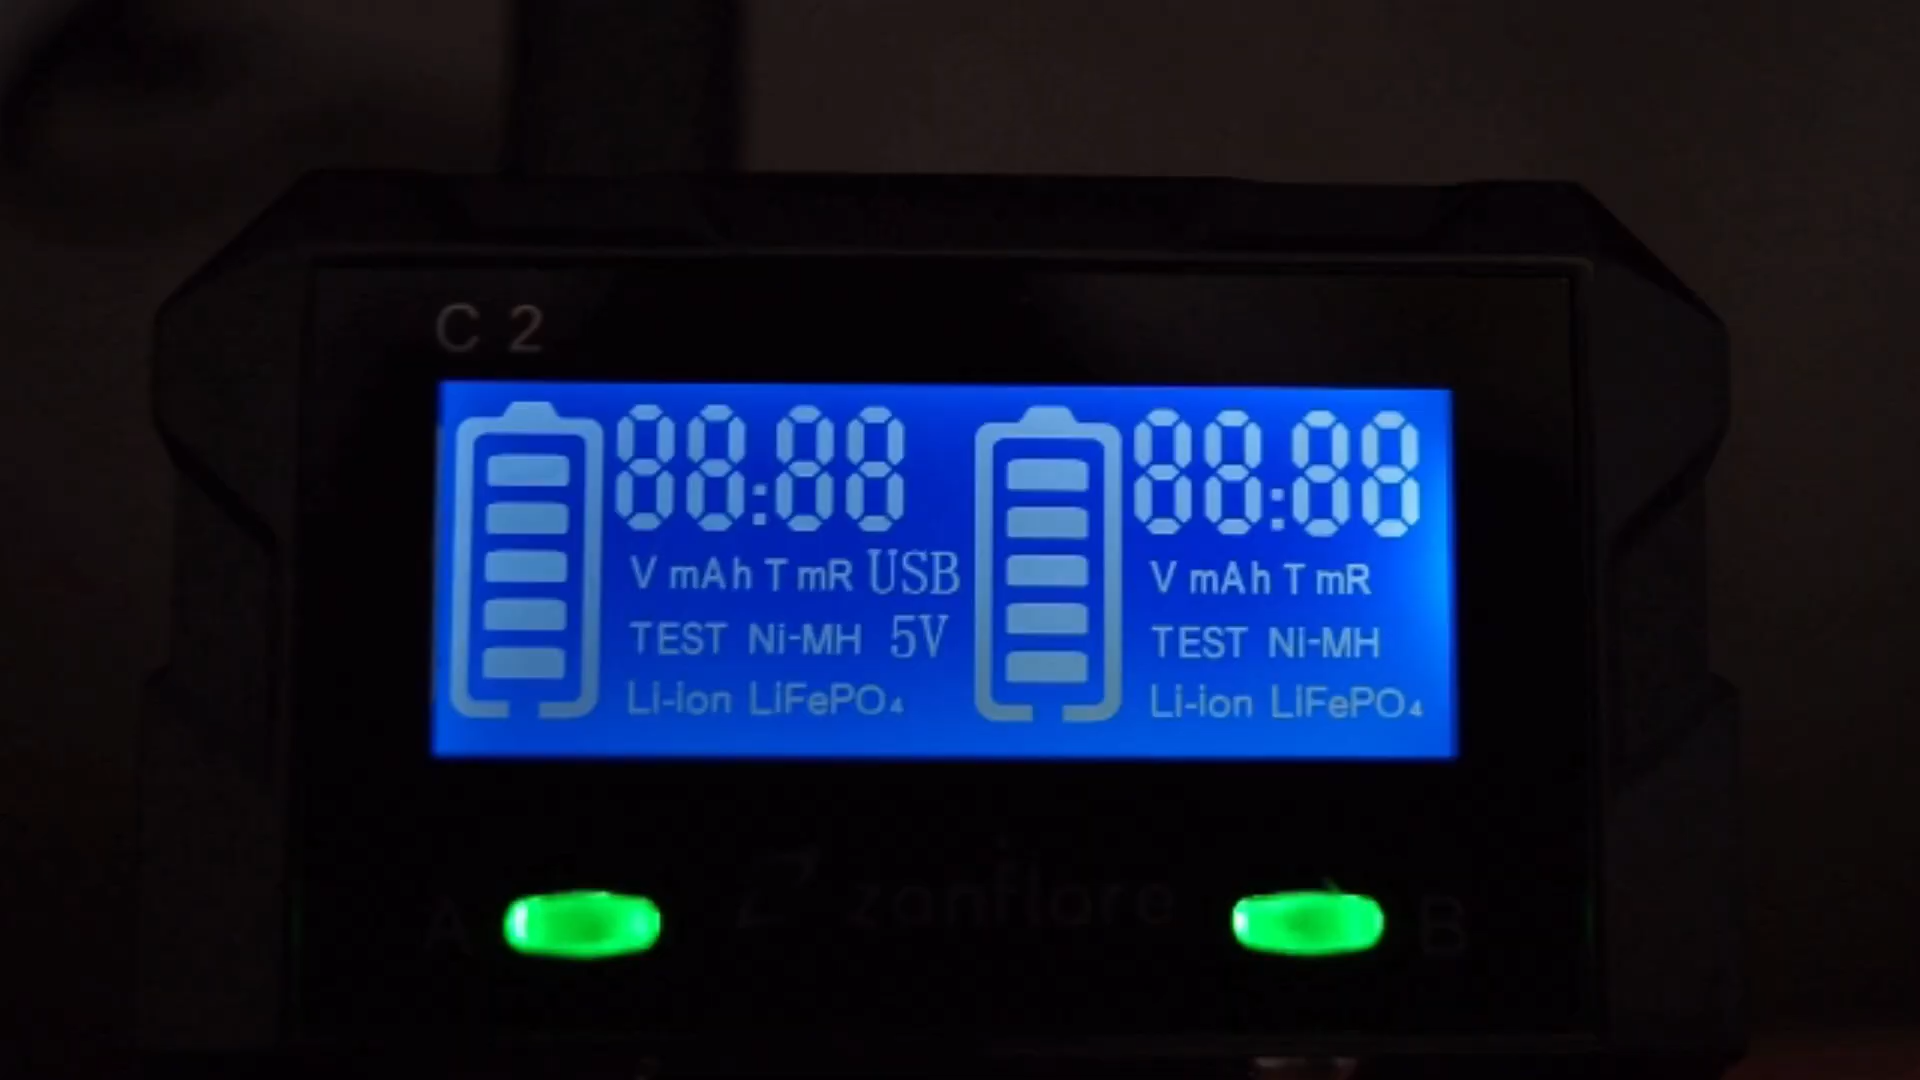 C 2
88:88 88:88
V mAh T mR USB V mAh T mR
TEST Ni-MH 5V TEST Ni-MH
Li-ion LiFePO₄ Li-ion LiFePO₄
A zanflare B